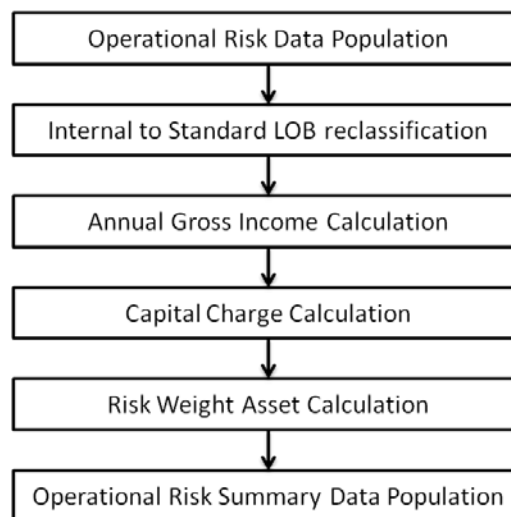 Operational Risk Data Population
Internal to Standard LOB reclassification
Annual Gross Income Calculation
Capital Charge Calculation
Risk Weight Asset Calculation
Operational Risk Summary Data Population